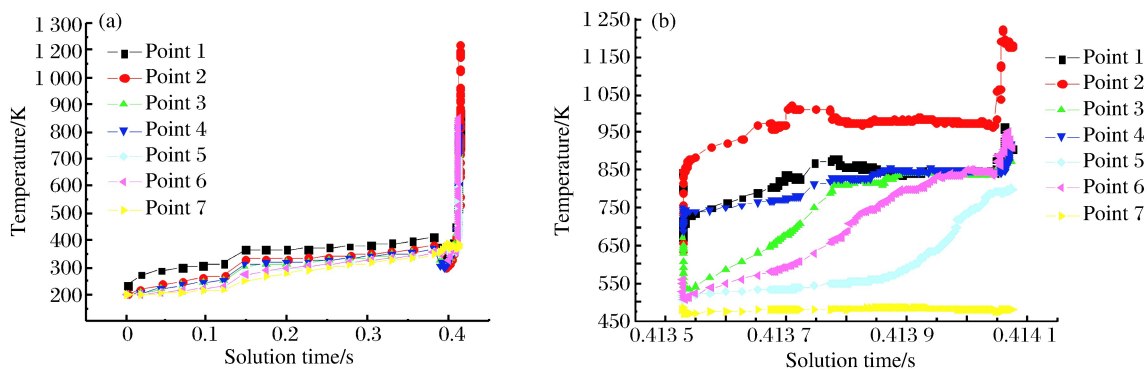 (a)
1 300
1 200
1 000
900
800
700
600
500
400
300
200
Temperature/K
Point 1
Point 2
Point 3
Point 4
Point 5
Point 6
Point 7
0
0.1
0.2
0.3
0.4
Solution time/s
(b)
1 250
1 150
1 050
950
850
750
650
550
450
Temperature/K
0.413 5
0.413 7
0.413 9
0.414 1
Solution time/s
Point 1
Point 2
Point 3
Point 4
Point 5
Point 6
Point 7